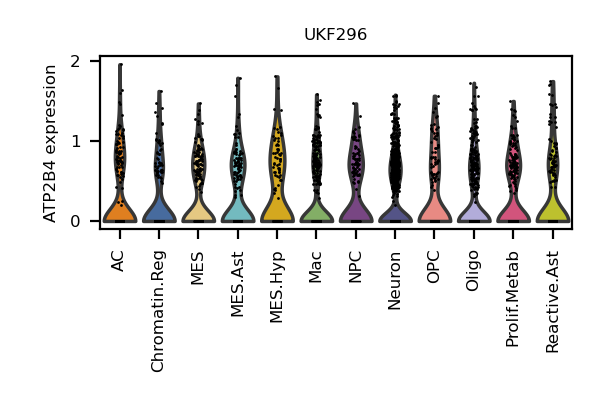 UKF296
ATP2B4 expression
2
1
0
AC
Chromatin.Reg
MES
MES.Ast
MES.Hyp
Mac
NPC
Neuron
OPC
Oligo
Prolif.Metab
Reactive.Ast